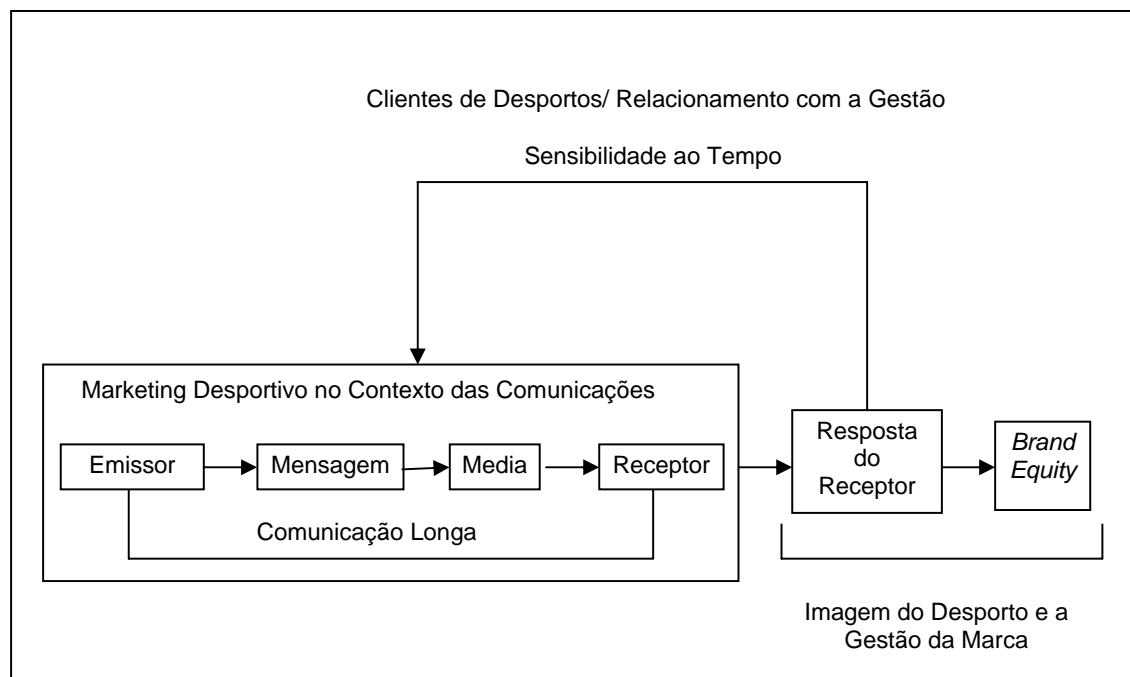 Clientes de Desportos/ Relacionamento com a Gestão
Sensibilidade ao Tempo
Marketing Desportivo no Contexto das Comunicações
Emissor
Mensagem
Media
Receptor
Comunicação Longa
Resposta
do
Receptor
Brand
Equity
Imagem do Desporto e a
Gestão da Marca